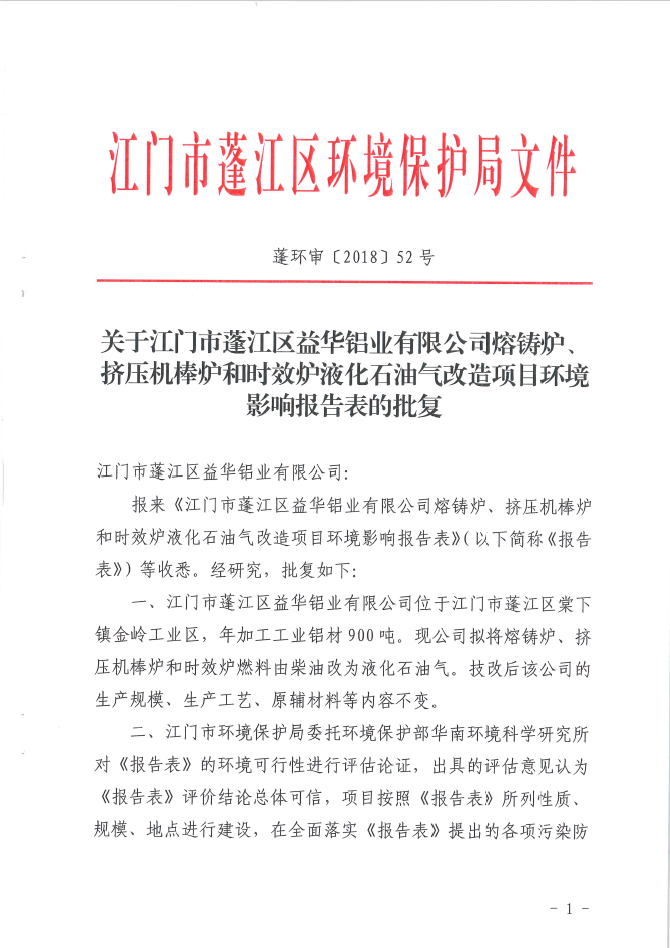 江门市蓬江区环境保护局文件
蓬环审〔2018〕52号
关于江门市蓬江区益华铝业有限公司熔铸炉、
挤压机棒炉和时效炉液化石油气改造项目环境
影响报告表的批复
江门市蓬江区益华铝业有限公司：
报来《江门市蓬江区益华铝业有限公司熔铸炉、挤压机棒炉
和时效炉液化石油气改造项目环境影响报告表》（以下简称《报告
表》）等收悉。经研究，批复如下：
一、江门市蓬江区益华铝业有限公司位于江门市蓬江区棠下
镇金岭工业区，年加工工业铝材900吨。现公司拟将熔铸炉、挤
压机棒炉和时效炉燃料由柴油改为液化石油气。技改后该公司的
生产规模、生产工艺、原辅材料等内容不变。
二、江门市环境保护局委托环境保护部华南环境科学研究所
对《报告表》的环境可行性进行评估论证，出具的评估意见认为
《报告表》评价结论总体可信，项目按照《报告表》所列性质、
规模、地点进行建设，在全面落实《报告表》提出的各项污染防
- 1 -